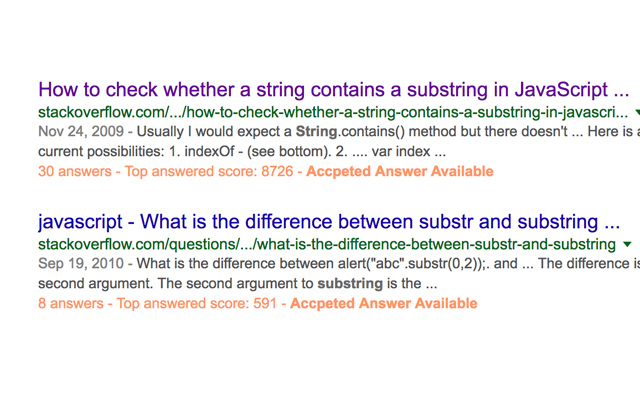 How to check whether a string contains a substring in JavaScript ...
stackoverflow.com/.../how-to-check-whether-a-string-contains-a-substring-in-javascri...
Nov 24, 2009 - Usually I would expect a String.contains() method but there doesn't ... Here is a
current possibilities: 1. indexOf - (see bottom). 2. .... var index ...
30 answers - Top answered score: 8726 - Accpeted Answer Available
javascript - What is the difference between substr and substring ...
stackoverflow.com/questions/.../what-is-the-difference-between-substr-and-substring
Sep 19, 2010 - What is the difference between alert("abc".substr(0,2));. and ... The difference is
second argument. The second argument to substring is the ...
8 answers - Top answered score: 591 - Accpeted Answer Available